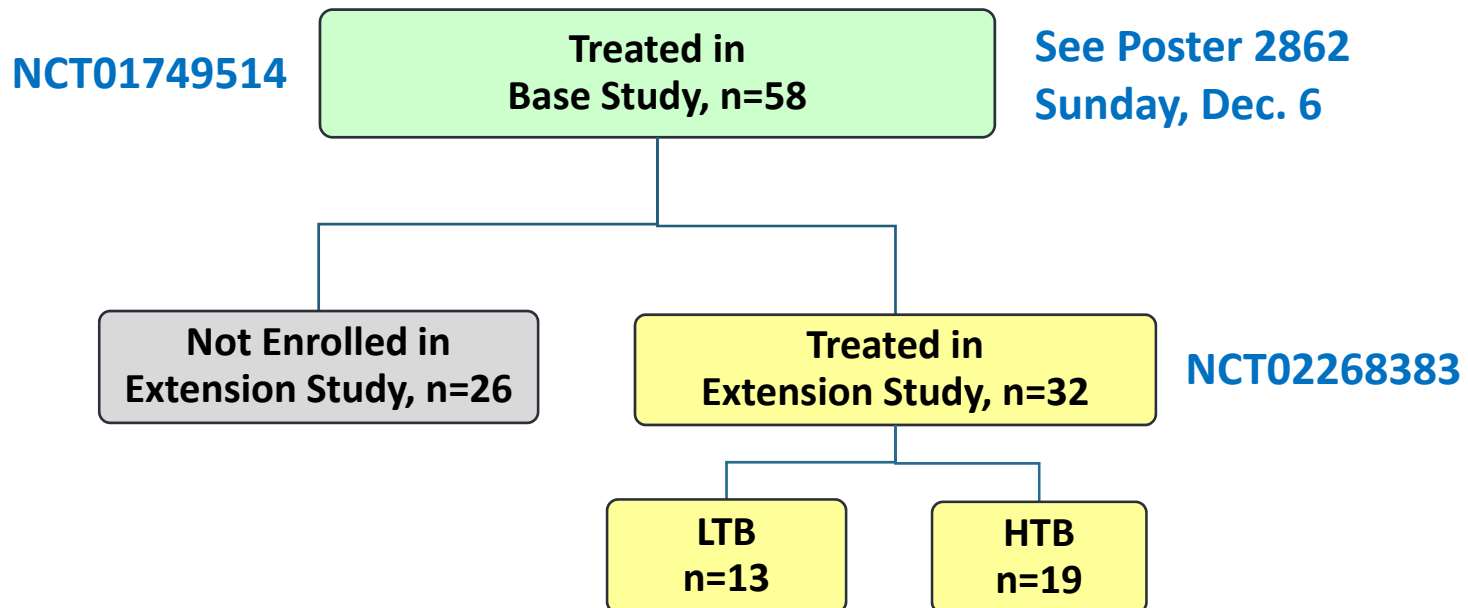 NCT01749514
Treated in
Base Study, n=58
See Poster 2862
Sunday, Dec. 6
Not Enrolled in
Extension Study, n=26
Treated in
Extension Study, n=32
NCT02268383
LTB
n=13
HTB
n=19